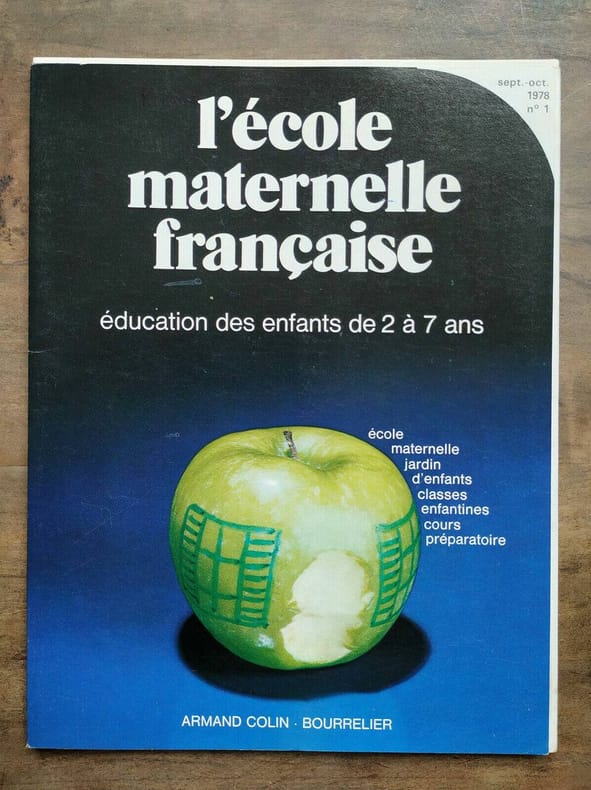 sept.-oct.
1978
n° 1
l'école
maternelle
française
éducation des enfants de 2 à 7 ans
école
maternelle
jardin
d'enfants
classes
enfantines
cours
préparatoire
ARMAND COLIN · BOURRELIER